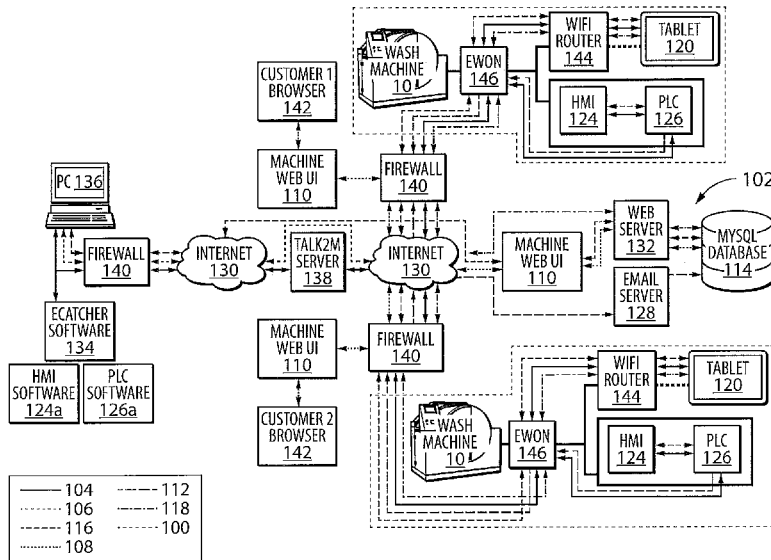 WASH
MACHINE
10
EWON
146
WIFI
ROUTER
144
TABLET
120
HMI
124
PLC
126
CUSTOMER 1
BROWSER
142
MACHINE
WEB UI
110
FIREWALL
140
PC 136
FIREWALL
140
INTERNET
130
TALK2M
SERVER
138
INTERNET
130
MACHINE
WEB UI
110
WEB
SERVER
132
EMAIL
SERVER
128
MYSQL
DATABASE
114
102
ECATCHER
SOFTWARE
134
HMI
SOFTWARE
124a
PLC
SOFTWARE
126a
MACHINE
WEB UI
110
FIREWALL
140
CUSTOMER 2
BROWSER
142
WASH
MACHINE
10
EWON
146
WIFI
ROUTER
144
TABLET
120
HMI
124
PLC
126
104
106
116
108
112
118
100